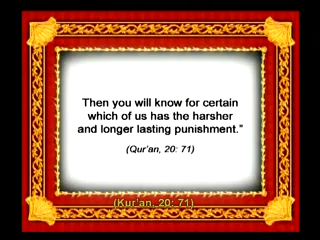 Then you will know for certain
which of us has the harsher
and longer lasting punishment.”
(Qur'an, 20: 71)
(Kur'an, 20: 71)